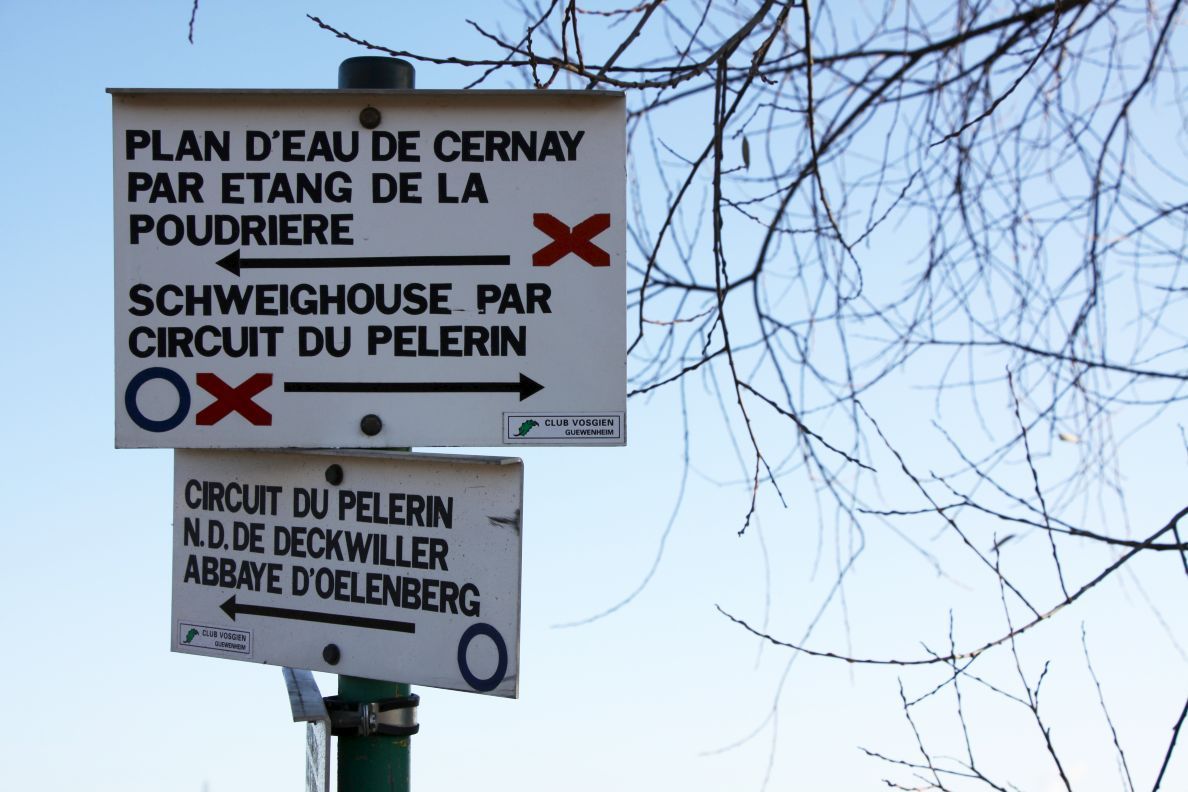 PLAN D'EAU DE CERNAY
PAR ETANG DE LA
POUDRIERE
SCHWEIGHOUSE PAR
CIRCUIT DU PELERIN
CLUB VOSGIEN
GUEWENHEIM
CIRCUIT DU PELERIN
N.D. DE DECKWILLER
ABBAYE D'OELENBERG
CLUB VOSGIEN
GUEWENHEIM